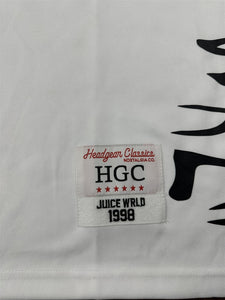 Headgear Classics
NOSTALGIA CO.
HGC
JUICE WRLD
1998